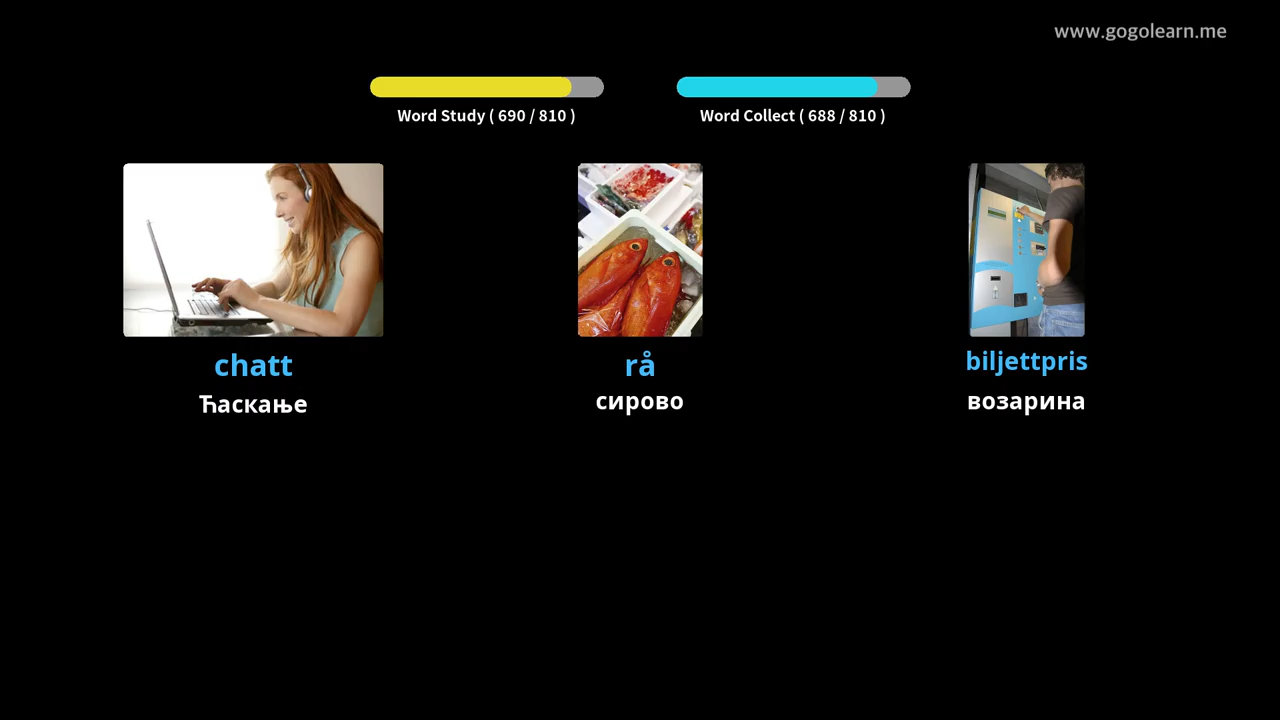 www.gogolearn.me
Word Study ( 690 / 810 )
Word Collect ( 688 / 810 )
chatt
rå
biljettpris
Ћаскање
сирово
возарина